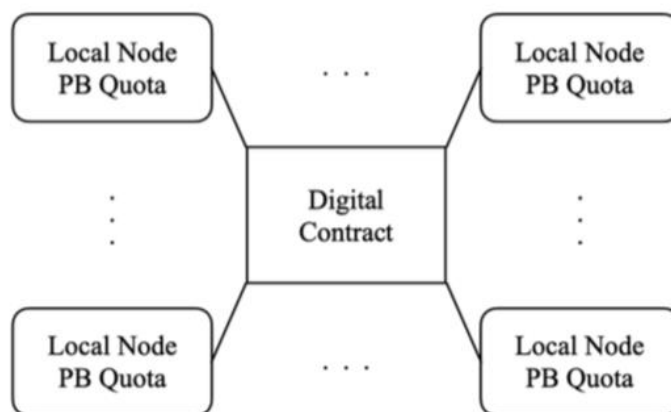 Local Node
PB Quota
. . .
Local Node
PB Quota
Digital
Contract
Local Node
PB Quota
. . .
Local Node
PB Quota